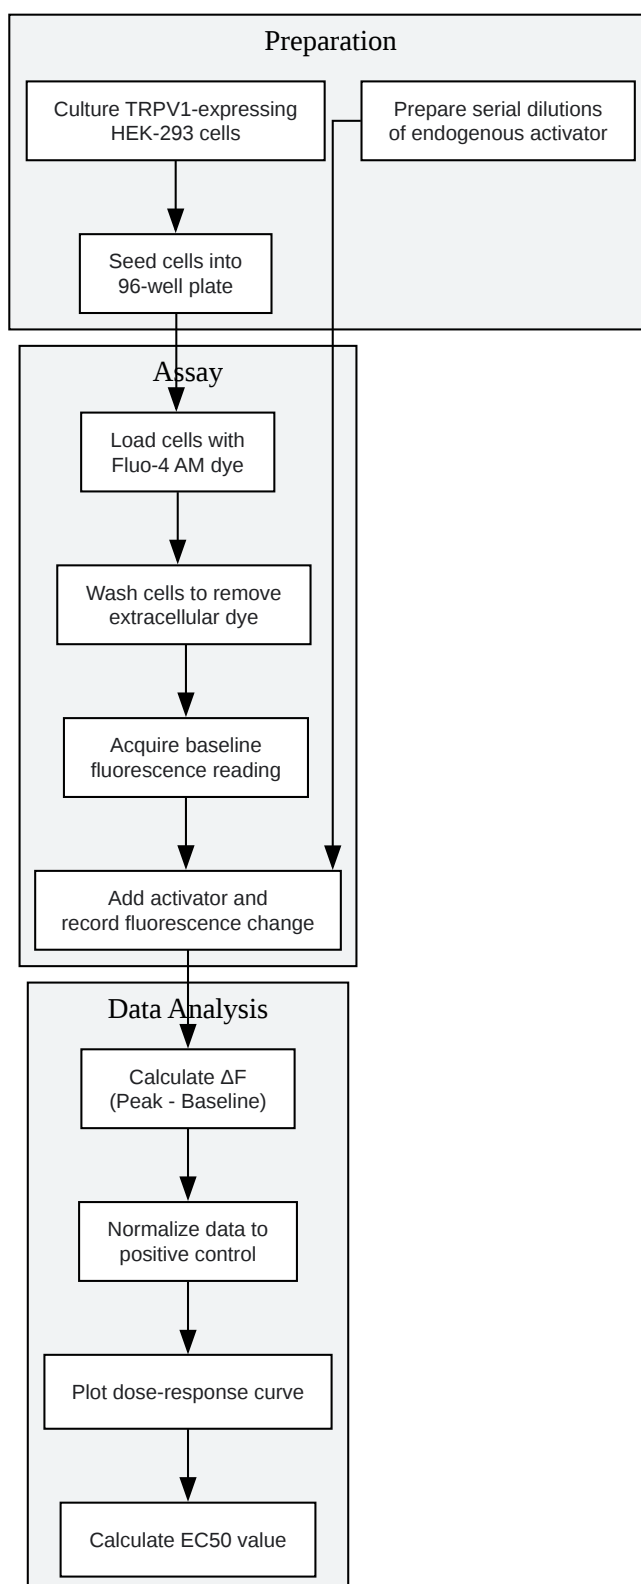 Preparation
Culture TRPV1-expressing
HEK-293 cells
Prepare serial dilutions
of endogenous activator
Seed cells into
96-well plate
Assay
Load cells with
Fluo-4 AM dye
Wash cells to remove
extracellular dye
Acquire baseline
fluorescence reading
Add activator and
record fluorescence change
Data Analysis
Calculate ΔF
(Peak - Baseline)
Normalize data to
positive control
Plot dose-response curve
Calculate EC50 value